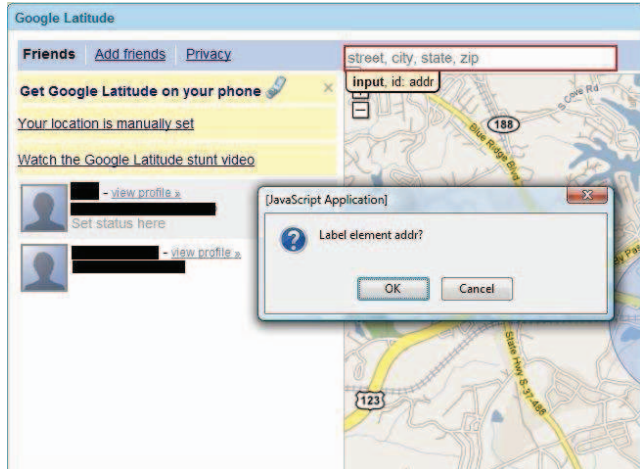 Google Latitude
Friends Add friends Privacy
street, city, state, zip
input, id: addr
Get Google Latitude on your phone
Your location is manually set
Watch the Google Latitude stunt video
- view profile »
Set status here
- view profile »
[JavaScript Application]
Label element addr?
OK Cancel
S Cove Rd
188
Blue Ridge Blvd
State Hwy S-37-488
123